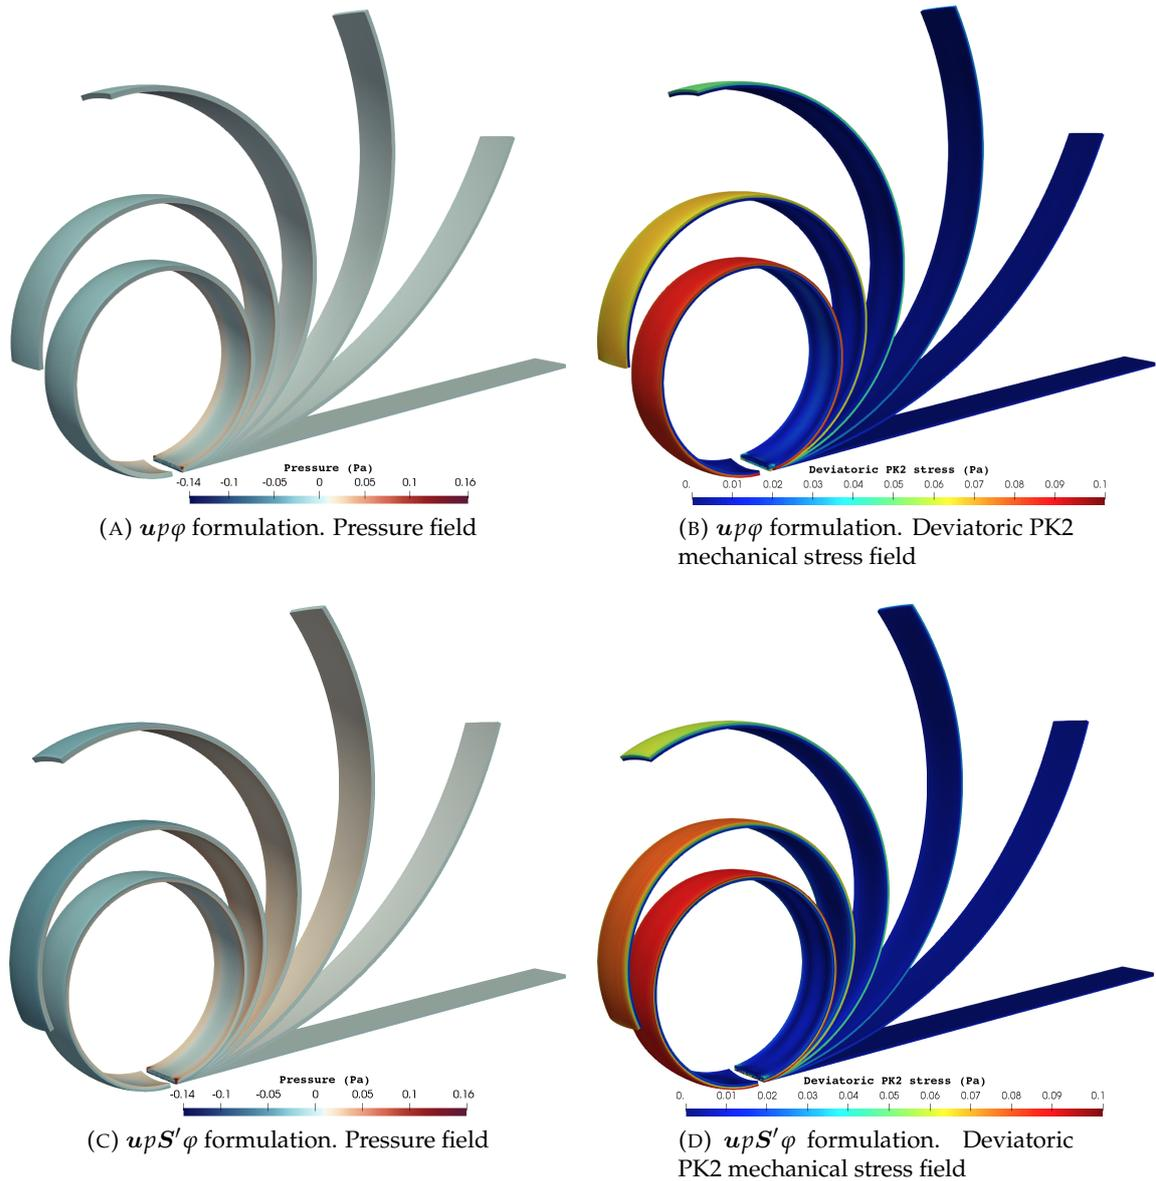 Pressure (Pa)
-0.14 -0.1 -0.05 0 0.05 0.1 0.16
(A) upφ formulation. Pressure field
Deviatoric PK2 stress (Pa)
0. 0.01 0.02 0.03 0.04 0.05 0.06 0.07 0.08 0.09 0.1
(B) upφ formulation. Deviatoric PK2
mechanical stress field
Pressure (Pa)
-0.14 -0.1 -0.05 0 0.05 0.1 0.16
(C) upS′φ formulation. Pressure field
Deviatoric PK2 stress (Pa)
0. 0.01 0.02 0.03 0.04 0.05 0.06 0.07 0.08 0.09 0.1
(D) upS′φ formulation. Deviatoric
PK2 mechanical stress field